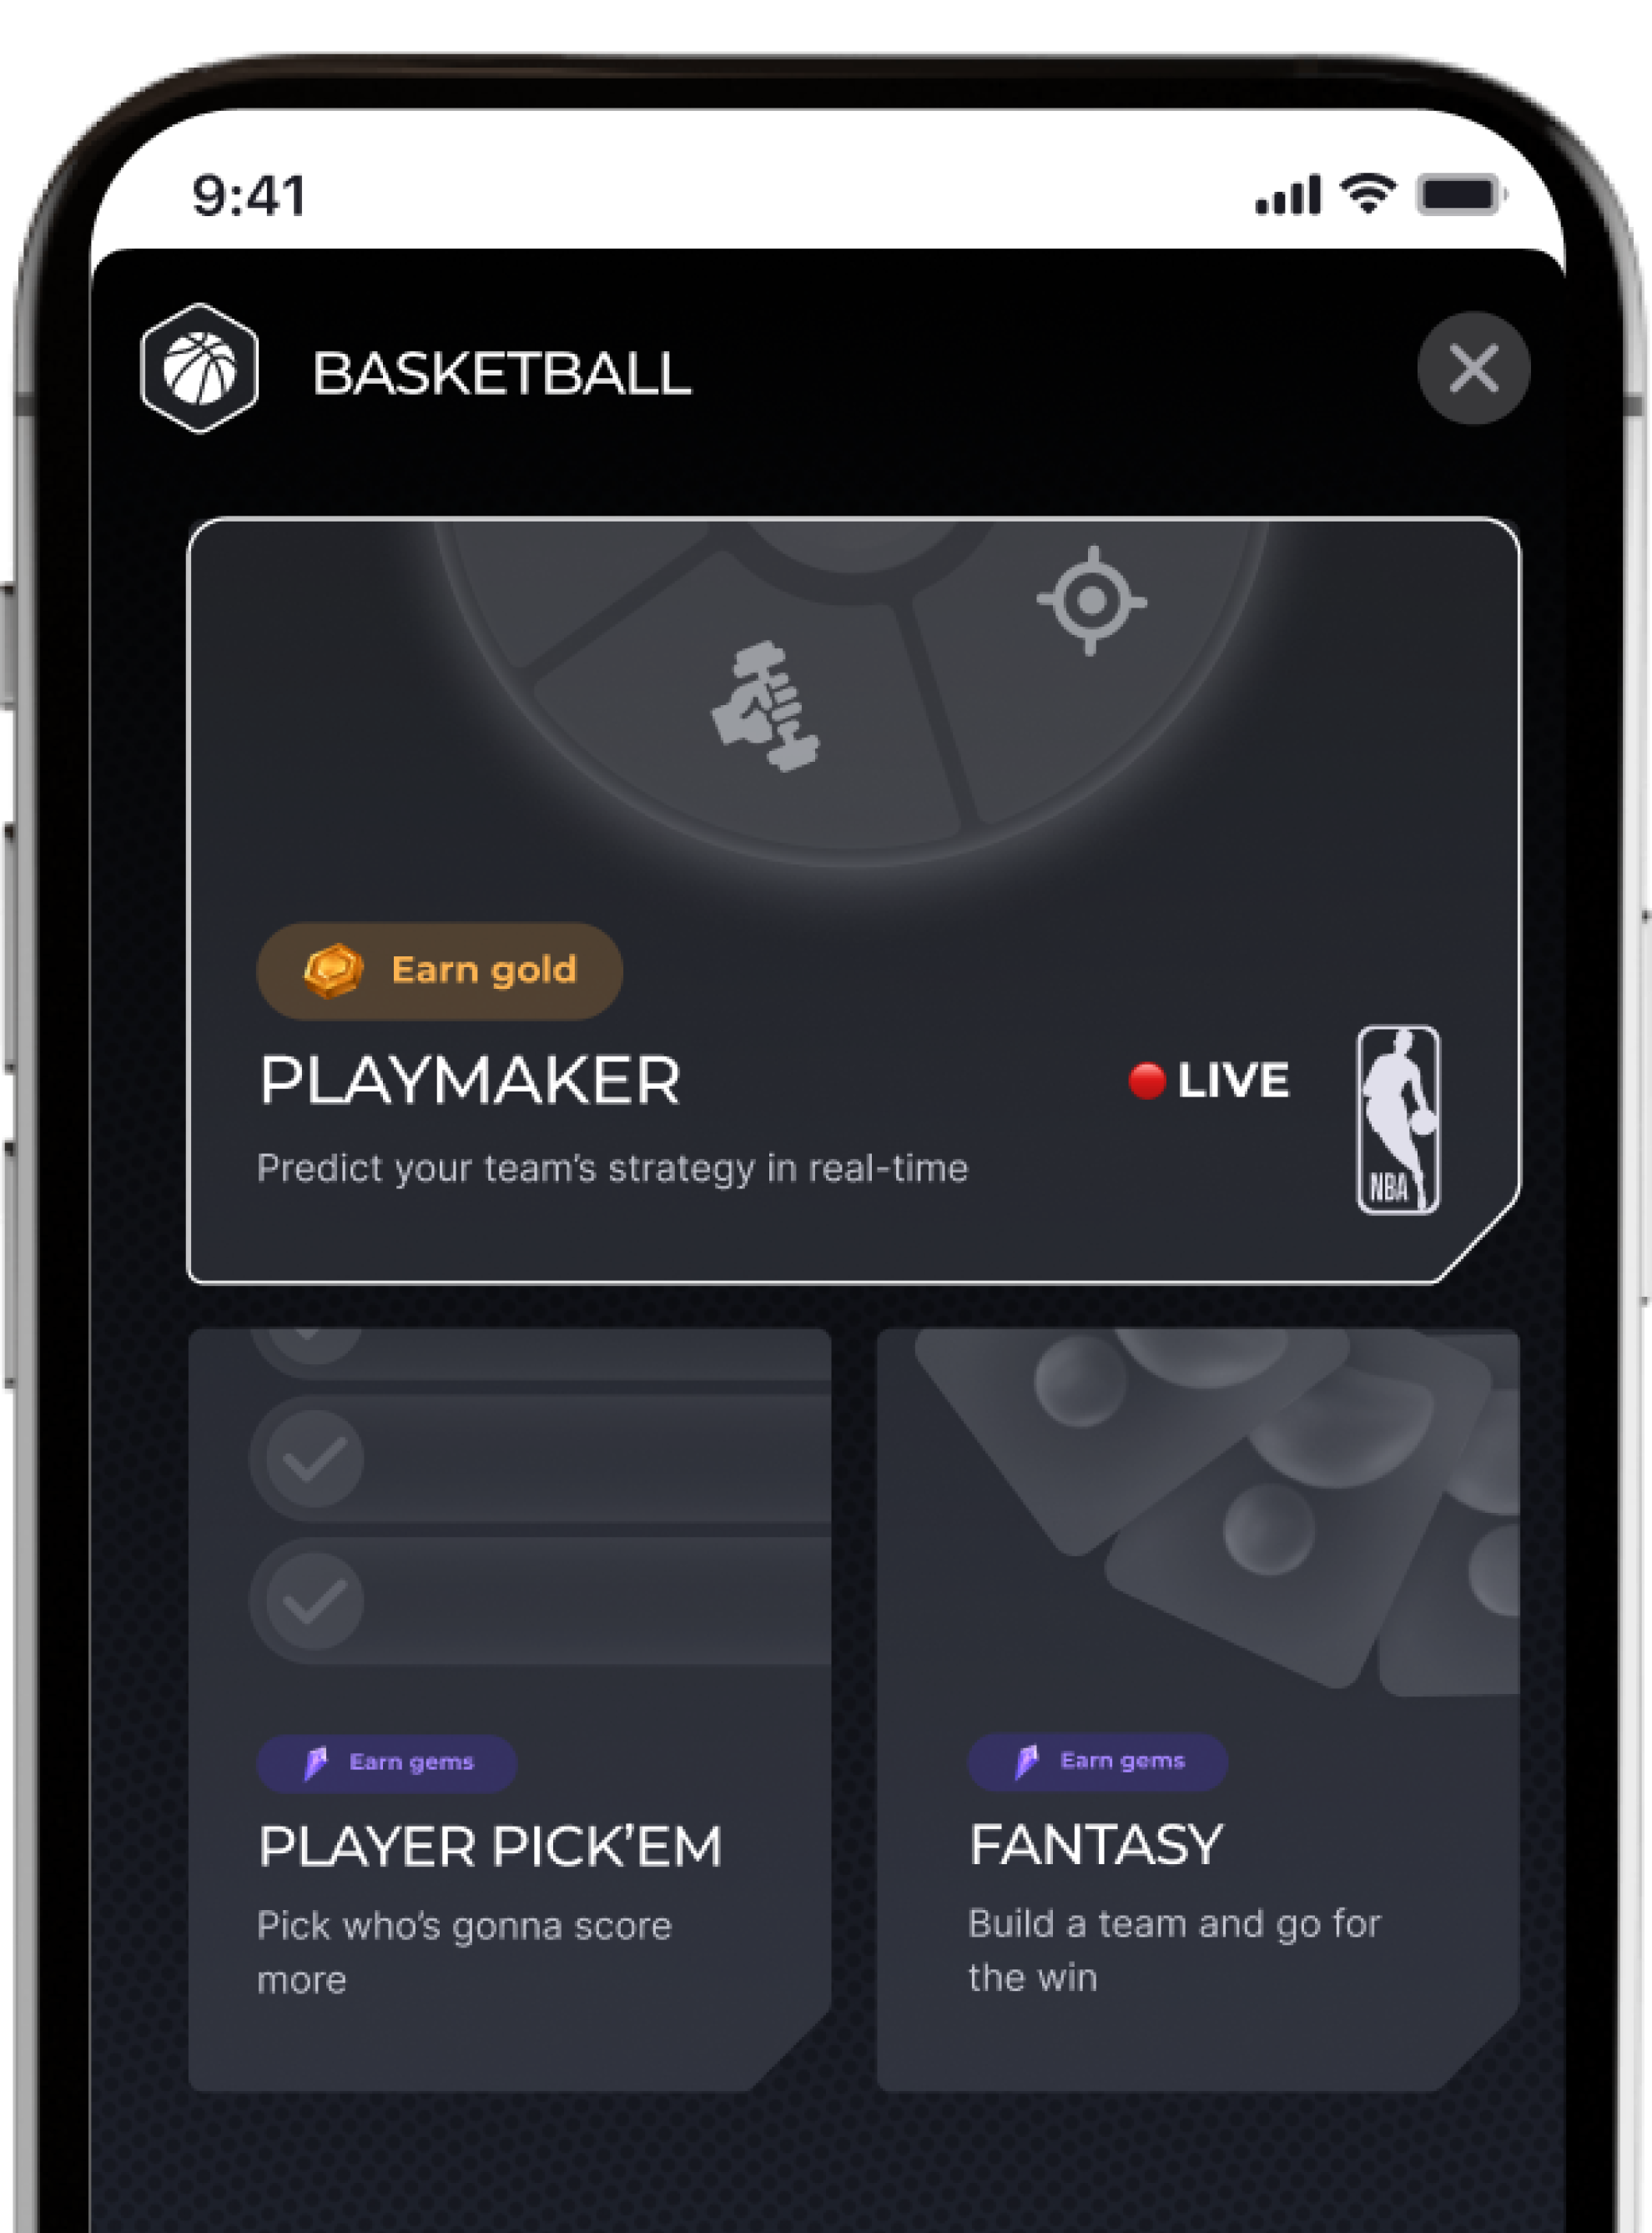 9:41
BASKETBALL
Earn gold
PLAYMAKER
LIVE
Predict your team's strategy in real-time
NBA
Earn gems
PLAYER PICK'EM
Pick who's gonna score
more
Earn gems
FANTASY
Build a team and go for
the win